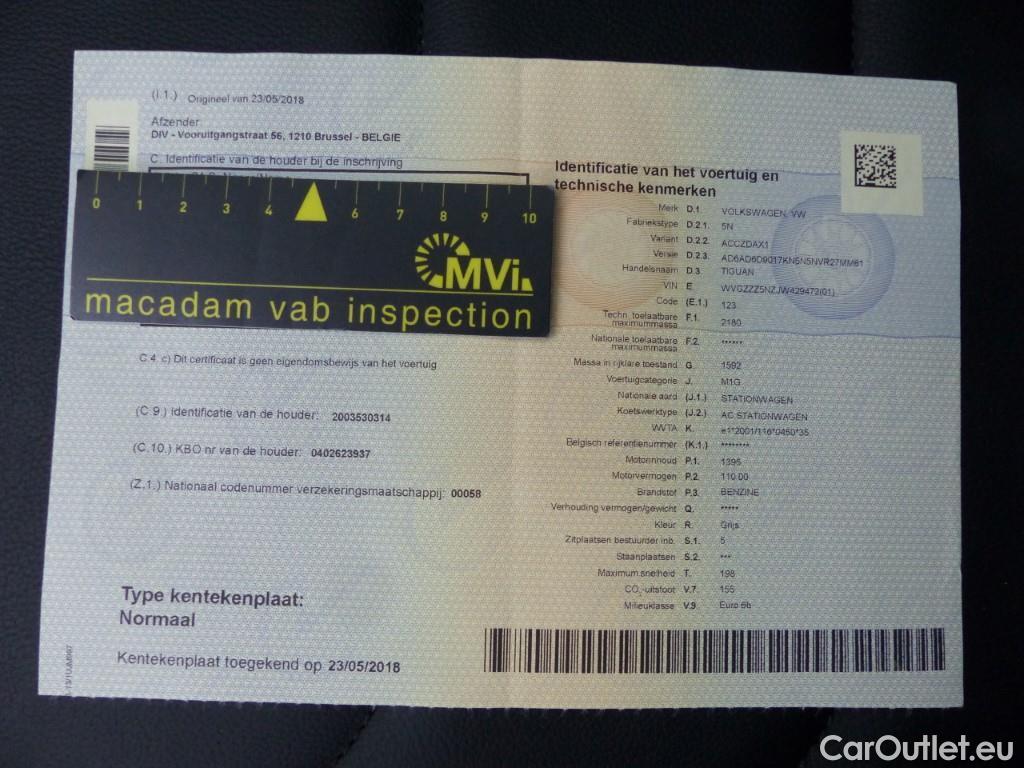 (I.1.) Origineel van 23/05/2018
Afzender:
DIV - Vooruitgangstraat 56, 1210 Brussel - BELGIE
C. Identificatie van de houder bij de inschrijving
0 1 2 3 4 6 7 8 9 10
MVi
macadam vab inspection
C.4. c) Dit certificaat is geen eigendomsbewijs van het voertuig
(C.9.) Identificatie van de houder: 2003530314
(C.10.) KBO nr van de houder: 0402623937
(Z.1.) Nationaal codenummer verzekeringsmaatschappij: 00058
Type kentekenplaat:
Normaal
Kentekenplaat toegekend op 23/05/2018
Identificatie van het voertuig en
technische kenmerken
Merk D.1. VOLKSWAGEN, VW
Fabriekstype D.2.1. 5N
Variant D.2.2. ACCZDAX1
Versie D.2.3. AD6AD6D9017KN5N5NVR27MM61
Handelsnaam D.3. TIGUAN
VIN E WVGZZZ5NZJW429472(01)
Code (E.1.) 123
Techn. toelaatbare
maximummassa F.1. 2180
Nationale toelaatbare
maximummassa F.2. ******
Massa in rijklare toestand G. 1592
Voertuigcategorie J. M1G
Nationale aard (J.1.) STATIONWAGEN
Koetswerktype (J.2.) AC STATIONWAGEN
WVTA K. e1*2001/116*0450*35
Belgisch referentienummer (K.1.) ********
Motorinhoud P.1. 1395
Motorvermogen P.2. 110.00
Brandstof P.3. BENZINE
Verhouding vermogen/gewicht Q. *****
Kleur R. Grijs
Zitplaatsen bestuurder inb. S.1. 5
Staanplaatsen S.2. ***
Maximum snelheid T. 198
CO₂-uitstoot V.7. 155
Milieuklasse V.9. Euro 6b
CarOutlet.eu